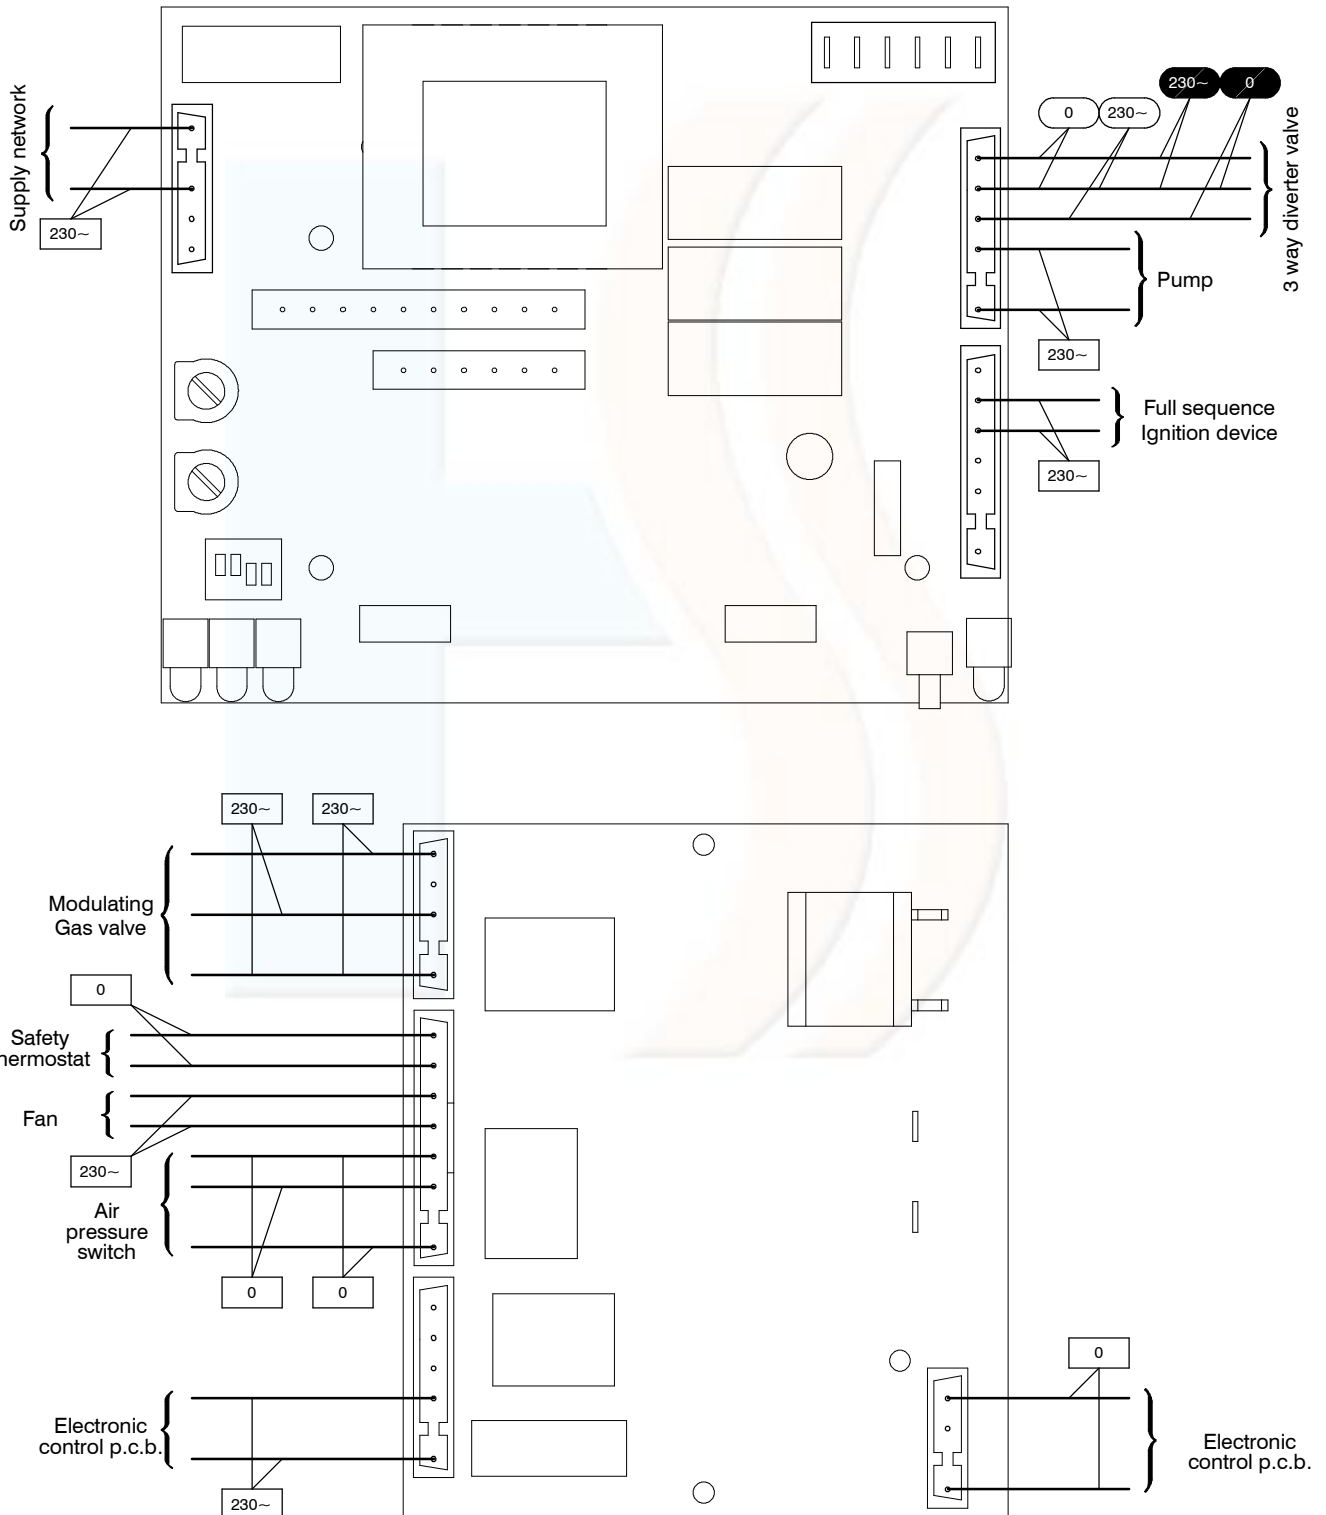 230~
0
0
230~
Supply network
3 way diverter valve
230~
Pump
230~
Full sequence
Ignition device
230~
230~
230~
Modulating
Gas valve
0
Safety
hermostat
Fan
230~
Air
pressure
switch
0
0
0
Electronic
control p.c.b.
Electronic
control p.c.b.
230~